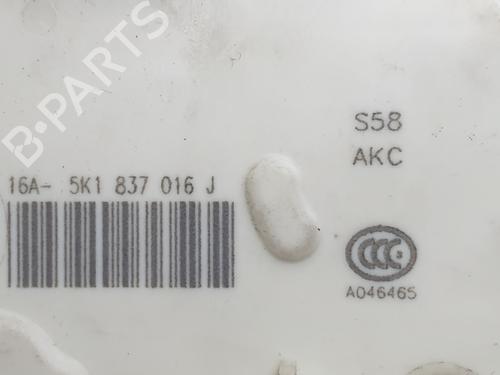 B-PARTS
S58
AKC
16A- 5K1 837 016 J
CCC S
A046465